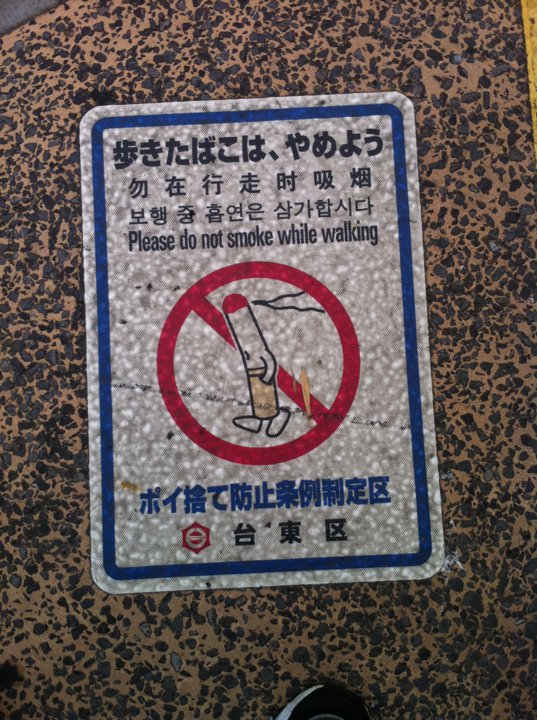 歩きたばこは、やめよう
勿在行走时吸烟
보행 중 흡연은 삼가합시다
Please do not smoke while walking
ポイ捨て防止条例制定区
台東区